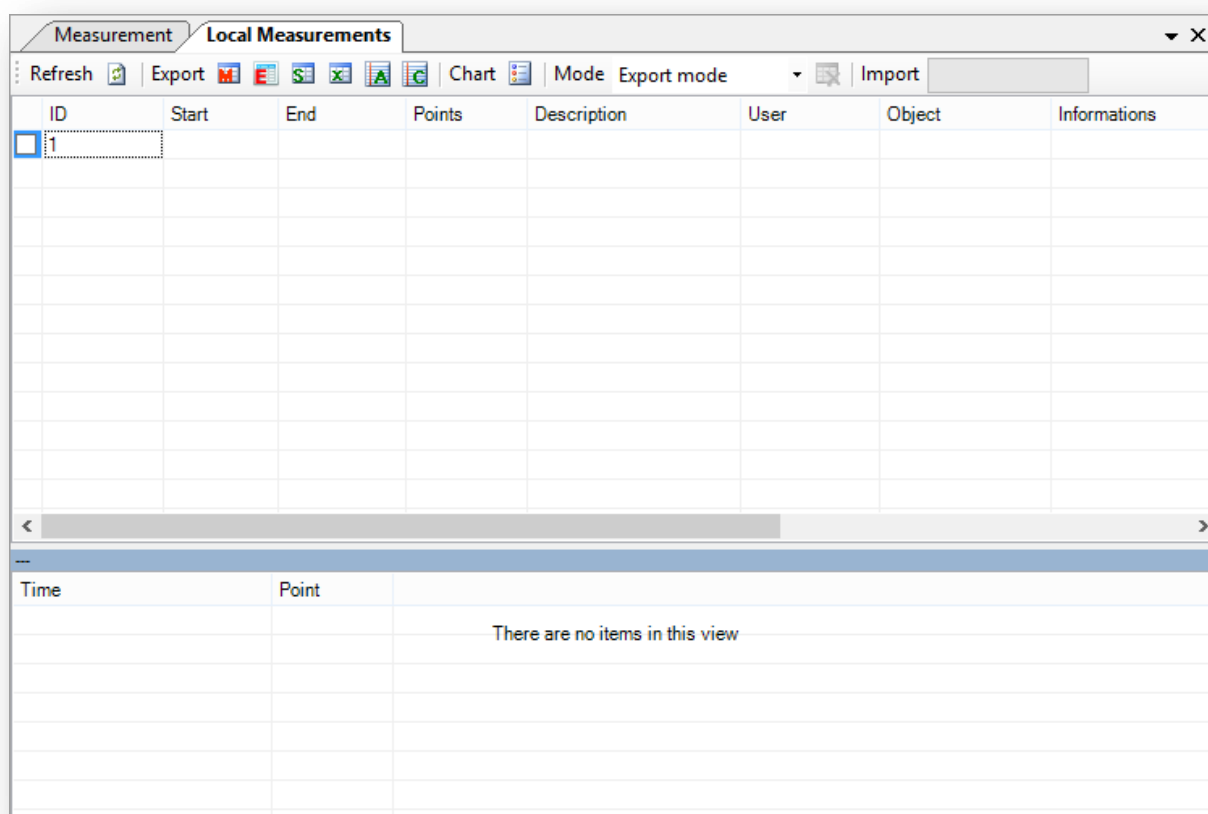 Measurement Local Measurements
Refresh Export M E S X A C Chart Mode Export mode Import
ID Start End Points Description User Object Informations
1
---
Time Point
There are no items in this view